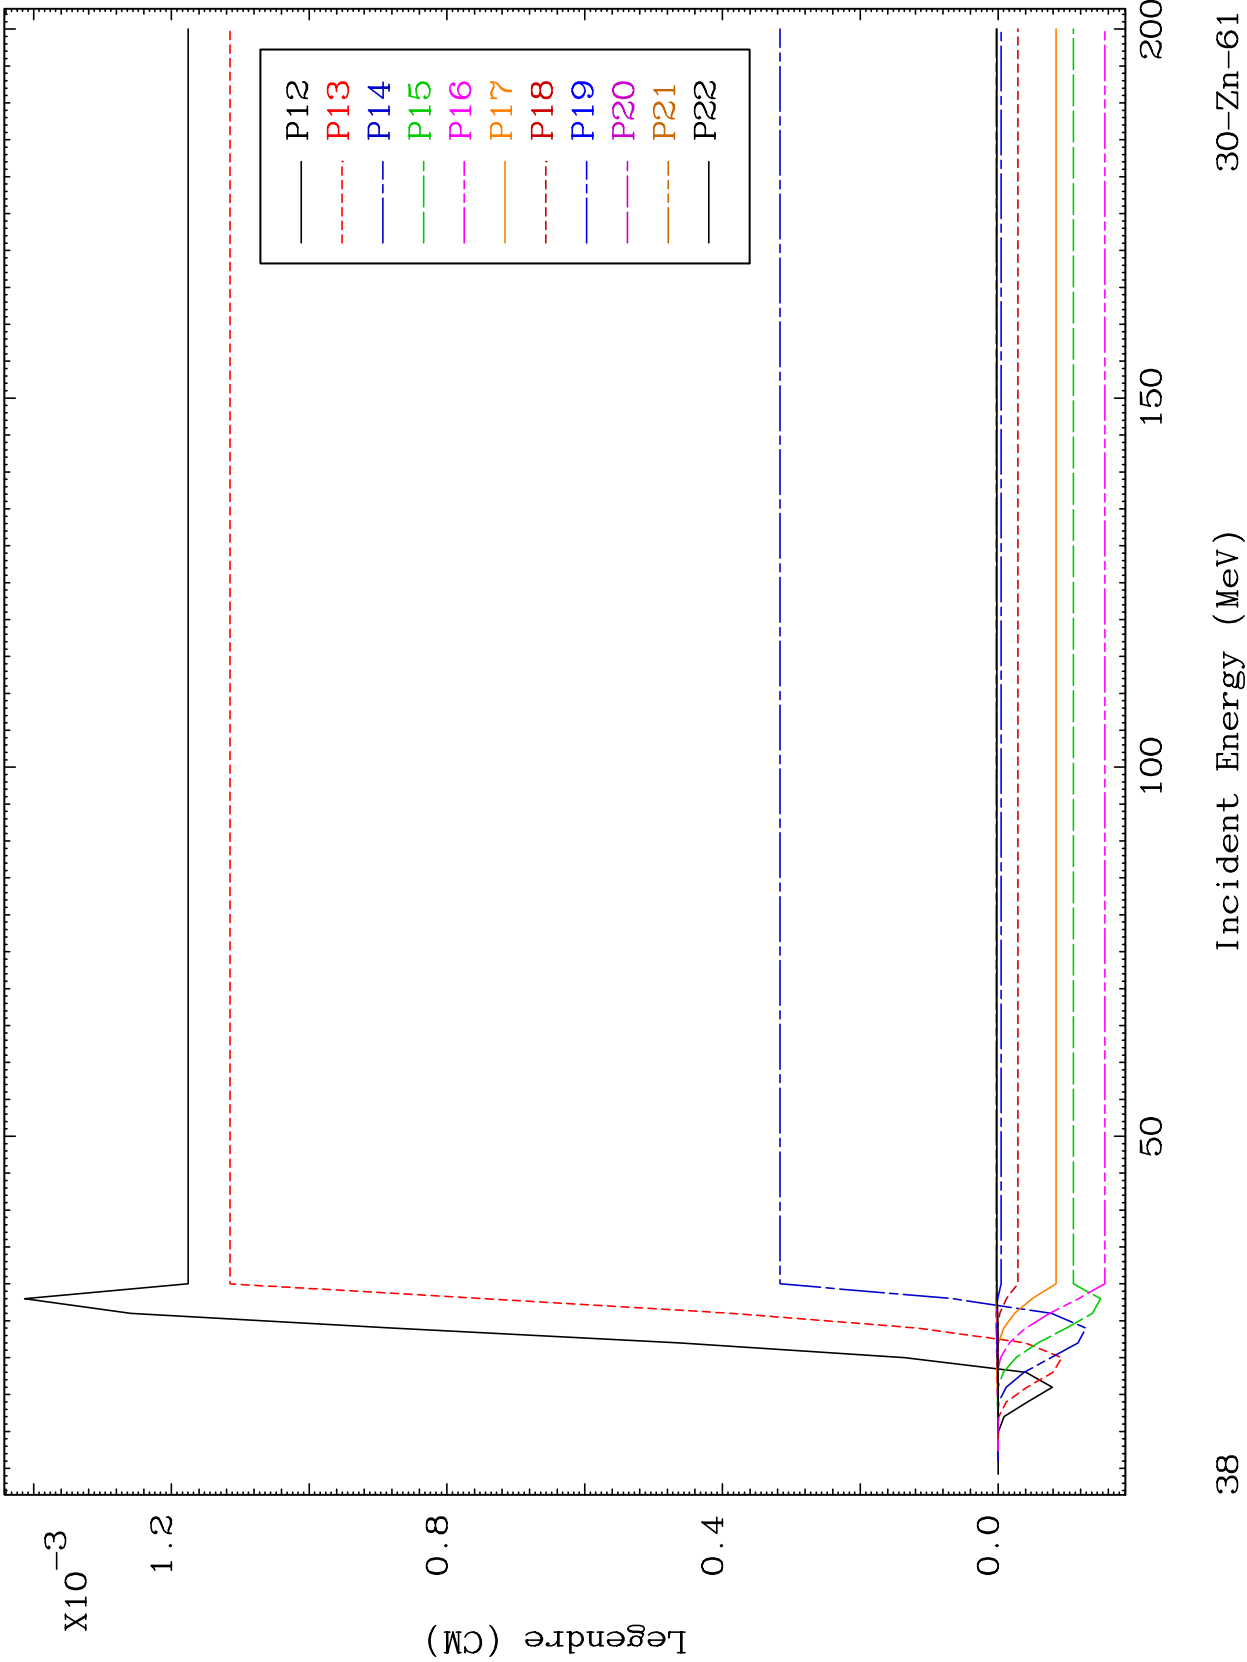 X10-3
1.2
0.8
0.4
0.0
Legendre (CM)
P12
P13
P14
P15
P16
P17
P18
P19
P20
P21
P22
50
100
150
200
Incident Energy (MeV)
38
30-Zn-61